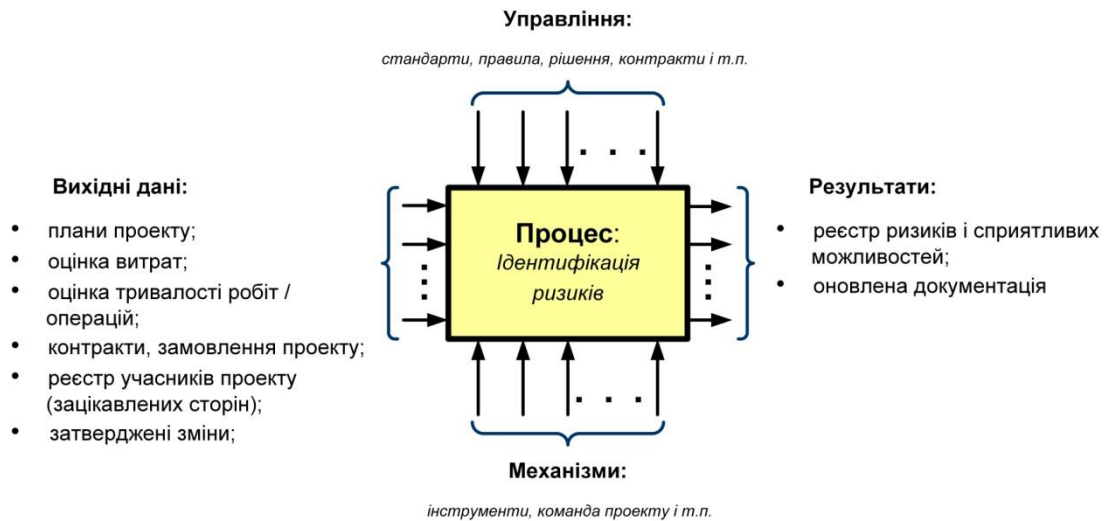 Управління:
стандарти, правила, рішення, контракти і т.п.
Вихідні дані:
• плани проекту;
• оцінка витрат;
• оцінка тривалості робіт /
операцій;
• контракти, замовлення проекту;
• реєстр учасників проекту
(зацікавлених сторін);
• затверджені зміни;
Процес:
Ідентифікація
ризиків
Результати:
• реєстр ризиків і сприятливих
можливостей;
• оновлена документація
Механізми:
інструменти, команда проекту і т.п.